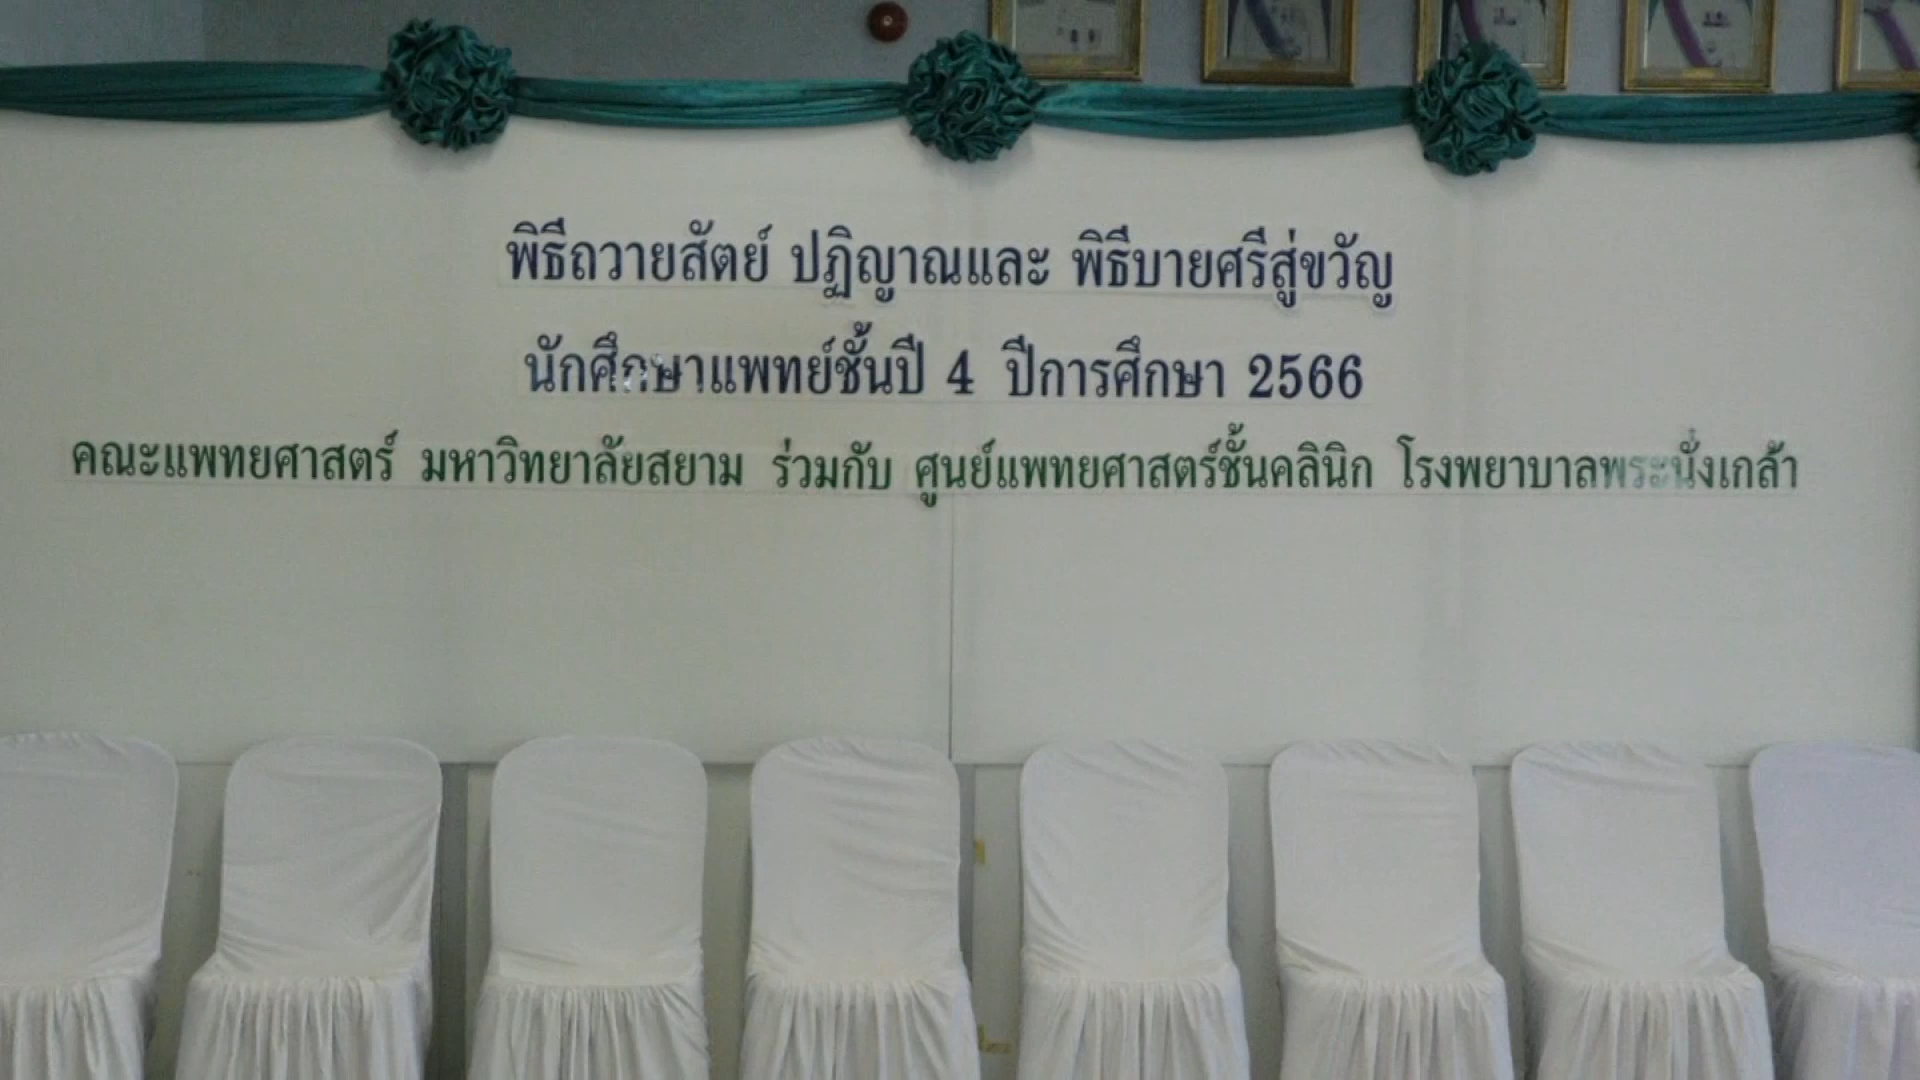 พิธีถวายสัตย์ ปฏิญาณและ พิธีบายศรีสู่ขวัญ
นักศึกษาแพทย์ชั้นปี 4 ปีการศึกษา 2566
คณะแพทยศาสตร์ มหาวิทยาลัยสยาม ร่วมกับ ศูนย์แพทยศาสตร์ชั้นคลินิก โรงพยาบาลพระนั่งเกล้า